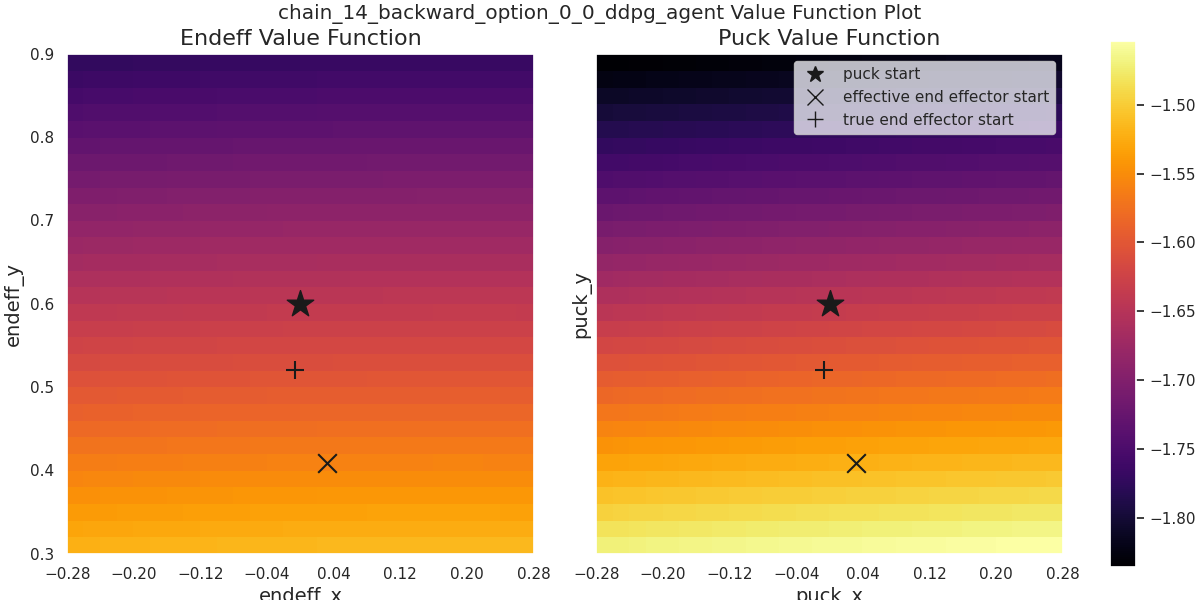 chain_14_backward_option_0_0_ddpg_agent Value Function Plot
Endeff Value Function
Puck Value Function
puck start
effective end effector start
true end effector start
0.9
0.8
0.7
0.6
0.5
0.4
0.3
endeff_y
puck_y
−0.28 −0.20 −0.12 −0.04 0.04 0.12 0.20 0.28
endeff_x
−0.28 −0.20 −0.12 −0.04 0.04 0.12 0.20 0.28
puck_x
−1.50
−1.55
−1.60
−1.65
−1.70
−1.75
−1.80